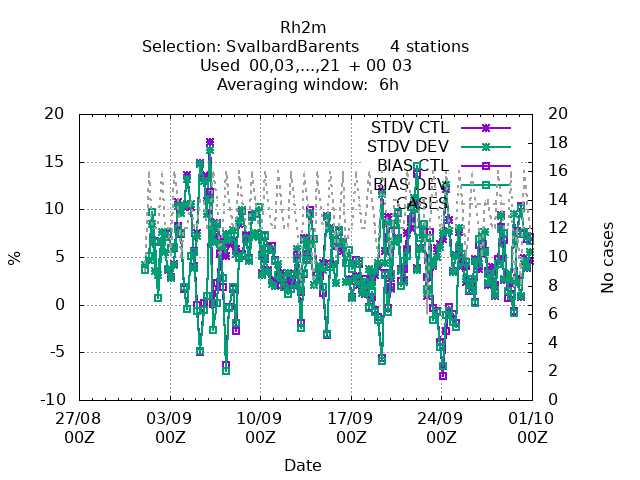 Rh2m
Selection: SvalbardBarents 4 stations
Used 00,03,...,21 + 00 03
Averaging window: 6h
20
15
10
5
0
-5
-10
%
20
18
16
14
12
10
8
6
4
2
0
No cases
STDV CTL
STDV DEV
BIAS CTL
BIAS DEV
CASES
27/08 03/09 10/09 17/09 24/09 01/10
00Z 00Z 00Z 00Z 00Z 00Z
Date